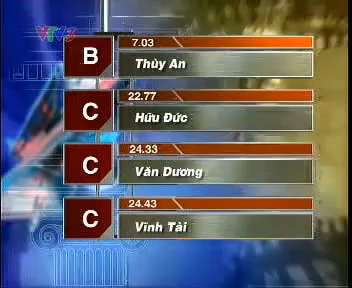 VTV3
B
7.03
Thùy An
C
22.77
Hữu Đức
C
24.33
Văn Dương
C
24.43
Vĩnh Tài